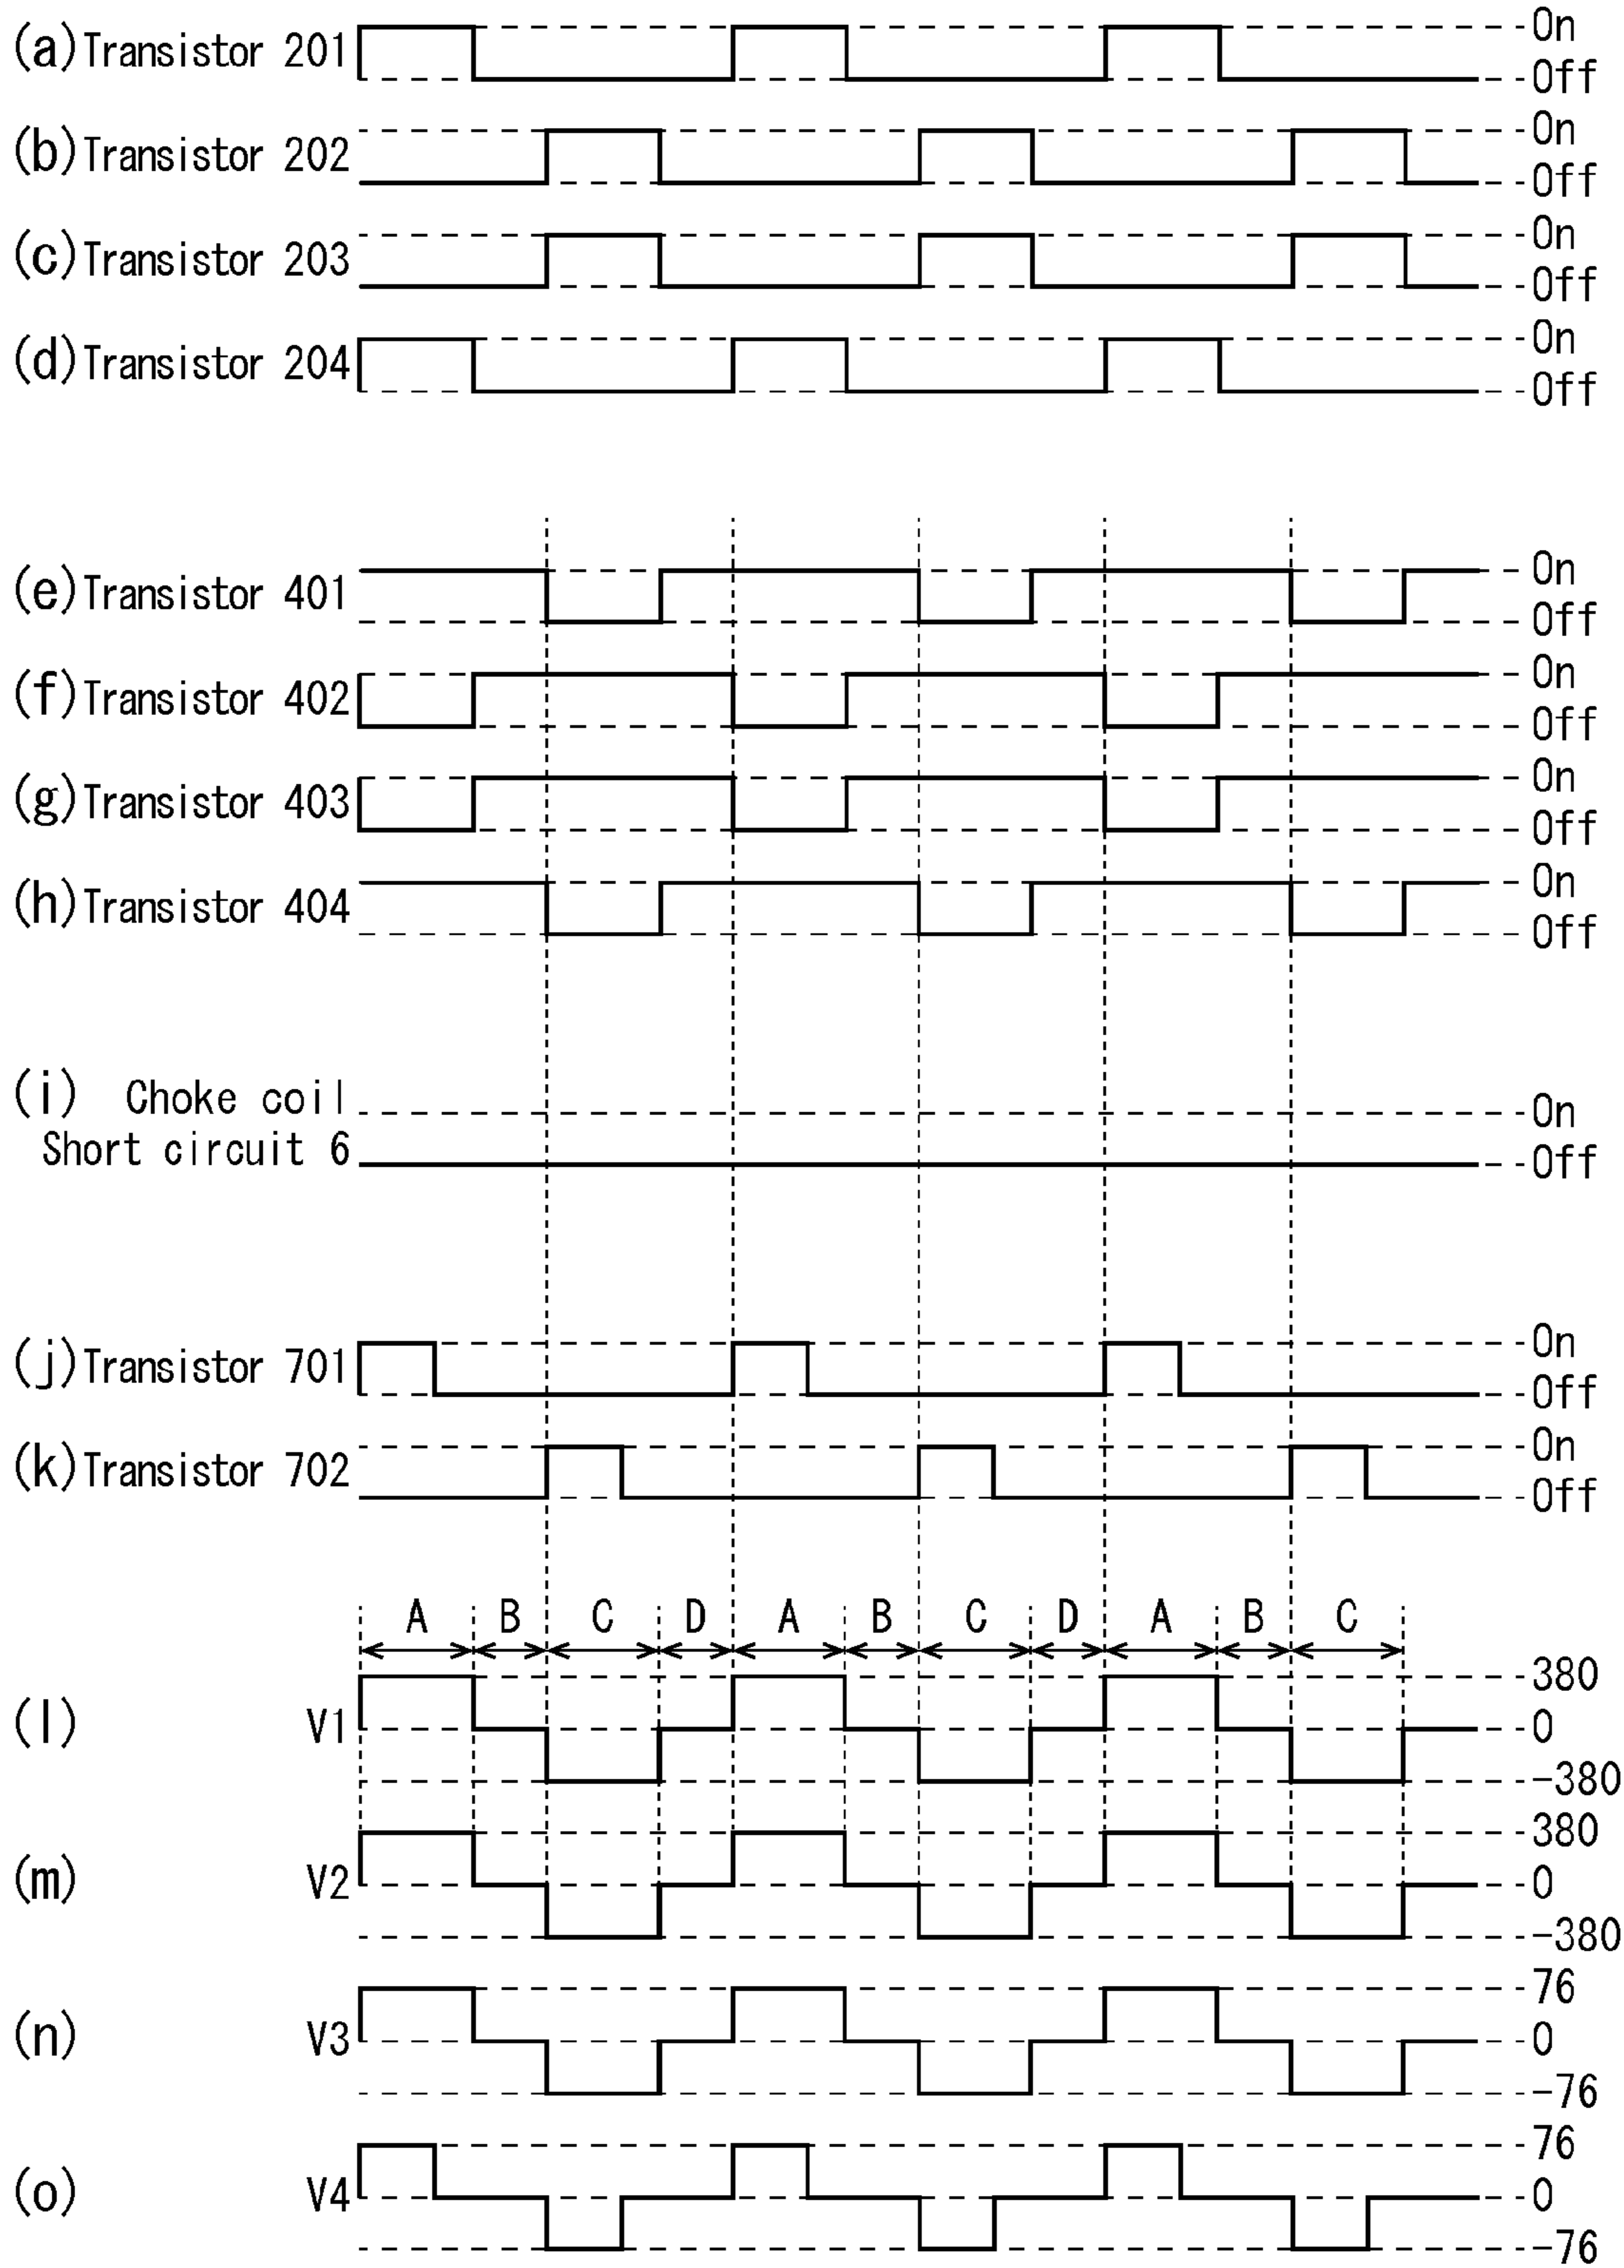 (a) Transistor 201 On
Off
(b) Transistor 202 On
Off
(c) Transistor 203 On
Off
(d) Transistor 204 On
Off
(e) Transistor 401 On
Off
(f) Transistor 402 On
Off
(g) Transistor 403 On
Off
(h) Transistor 404 On
Off
(i) Choke coil On
Short circuit 6 Off
(j) Transistor 701 On
Off
(k) Transistor 702 On
Off
A B C D A B C D A B C
380
(l) V1 0
-380
380
(m) V2 0
-380
76
(n) V3 0
-76
76
(o) V4 0
-76